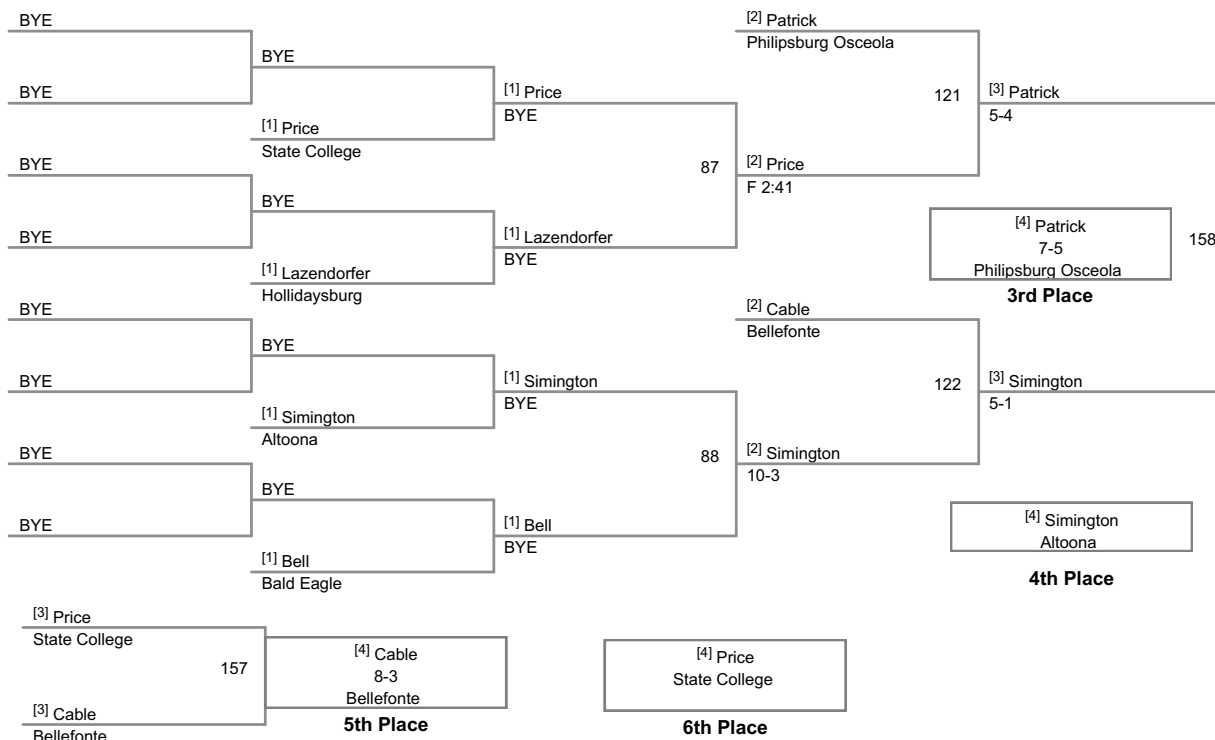 BYE
BYE
BYE
[1] Price
State College
[1] Price
BYE
BYE
BYE
BYE
[1] Lazendorfer
Hollidaysburg
[1] Lazendorfer
BYE
87
[2] Patrick
Philipsburg Osceola
[2] Price
F 2:41
121
[3] Patrick
5-4
[4] Patrick
7-5
Philipsburg Osceola
3rd Place
158
BYE
BYE
BYE
[1] Simington
Altoona
[1] Simington
BYE
BYE
BYE
BYE
[1] Bell
Bald Eagle
[1] Bell
BYE
88
[2] Cable
Bellefonte
[2] Simington
10-3
122
[3] Simington
5-1
[4] Simington
Altoona
4th Place
[3] Price
State College
157
[3] Cable
Bellefonte
[4] Cable
8-3
Bellefonte
5th Place
[4] Price
State College
6th Place